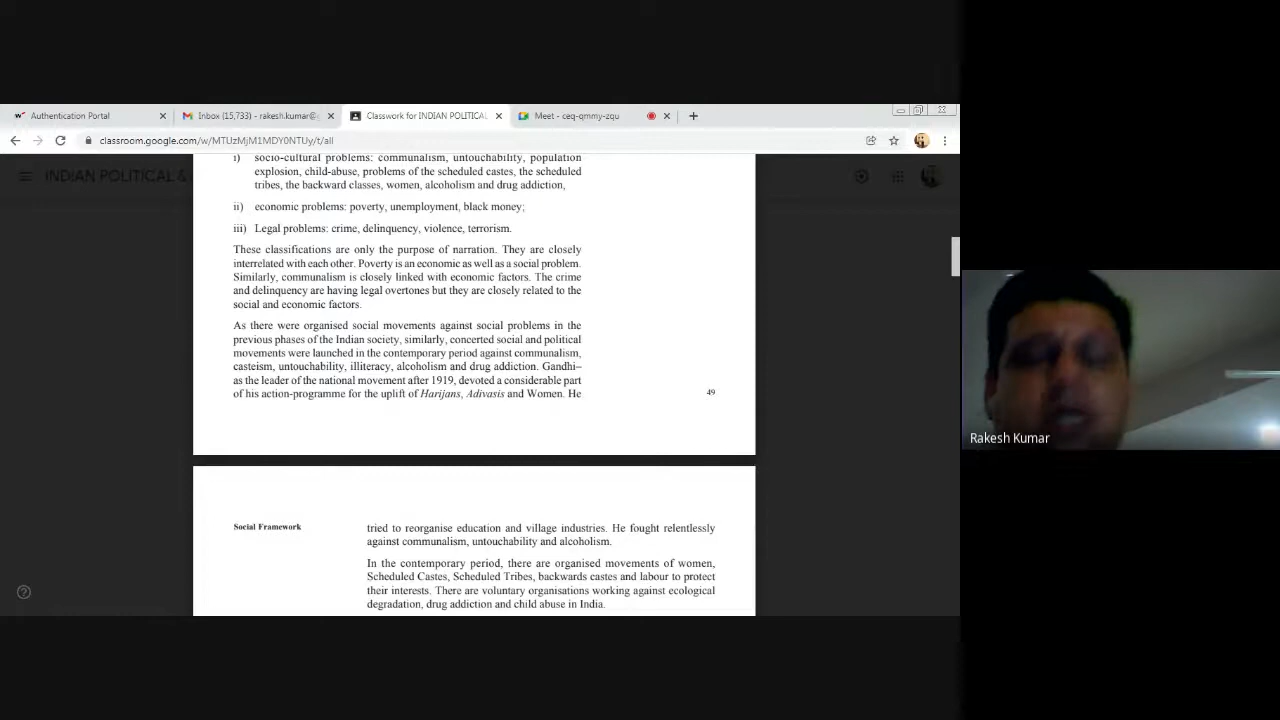 Authentication Portal
Inbox (15,733) - rakesh.kumar@
Classwork for INDIAN POLITICAL
Meet - ceq-qmmy-zqu
classroom.google.com/w/MTUzMjM1MDY0NTUy/t/all
INDIAN POLITICAL &
i) socio-cultural problems: communalism, untouchability, population
explosion, child-abuse, problems of the scheduled castes, the scheduled
tribes, the backward classes, women, alcoholism and drug addiction,
ii) economic problems: poverty, unemployment, black money;
iii) Legal problems: crime, delinquency, violence, terrorism.
These classifications are only the purpose of narration. They are closely
interrelated with each other. Poverty is an economic as well as a social problem.
Similarly, communalism is closely linked with economic factors. The crime
and delinquency are having legal overtones but they are closely related to the
social and economic factors.
As there were organised social movements against social problems in the
previous phases of the Indian society, similarly, concerted social and political
movements were launched in the contemporary period against communalism,
casteism, untouchability, illiteracy, alcoholism and drug addiction. Gandhi–
as the leader of the national movement after 1919, devoted a considerable part
of his action-programme for the uplift of Harijans, Adivasis and Women. He
49
Social Framework
tried to reorganise education and village industries. He fought relentlessly
against communalism, untouchability and alcoholism.
In the contemporary period, there are organised movements of women,
Scheduled Castes, Scheduled Tribes, backwards castes and labour to protect
their interests. There are voluntary organisations working against ecological
degradation, drug addiction and child abuse in India.
Rakesh Kumar